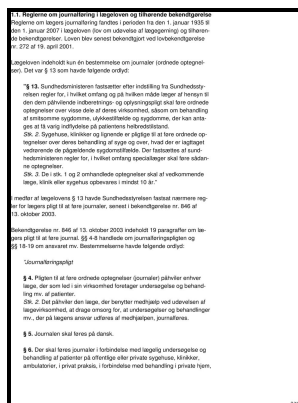 1.1. Reglerne om journalføring i lægeloven og tilhørende bekendtgørelse
Reglerne om lægers journalføring fandtes i perioden fra den 1. januar 1935 til
den 1. januar 2007 i lægeloven (lov om udøvelse af lægegerning) og tilhøren-
de bekendtgørelser. Loven blev senest bekendtgjort ved lovbekendtgørelse
nr. 272 af 19. april 2001.
Lægeloven indeholdt kun én bestemmelse om journaler (ordnede optegnel-
ser). Det var § 13 som havde følgende ordlyd:
"§ 13. Sundhedsministeren fastsætter efter indstilling fra Sundhedssty-
relsen regler for, i hvilket omfang og på hvilken måde læger af hensyn til
den dem påhvilende indberetnings- og oplysningspligt skal føre ordnede
optegnelser over visse dele af deres virksomhed, såsom om behandling
af smitsomme sygdomme, ulykkestilfælde og sygdomme, der kan anta-
ges at få varig indflydelse på patientens helbredstilstand.
Stk. 2. Sygehuse, klinikker og lignende er pligtige til at føre ordnede op-
tegnelser over deres behandling af syge og over, hvad der er iagttaget
vedrørende de pågældende sygdomstilfælde. Der fastsættes af sund-
hedsministeren regler for, i hvilket omfang speciallæger skal føre sådan-
ne optegnelser.
Stk. 3. De i stk. 1 og 2 omhandlede optegnelser skal af vedkommende
læge, klinik eller sygehus opbevares i mindst 10 år."
I medfør af lægelovens § 13 havde Sundhedsstyrelsen fastsat nærmere reg-
ler for lægers pligt til at føre journaler, senest i bekendtgørelse nr. 846 af
13. oktober 2003.
Bekendtgørelse nr. 846 af 13. oktober 2003 indeholdt 19 paragraffer om læ-
gers pligt til at føre journal. §§ 4-8 handlede om journalføringspligten og
§§ 18-19 om ansvaret mv. Bestemmelserne havde følgende ordlyd:
"Journalføringspligt
§ 4. Pligten til at føre ordnede optegnelser (journaler) påhviler enhver
læge, der som led i sin virksomhed foretager undersøgelse og behand-
ling mv. af patienter.
Stk. 2. Det påhviler den læge, der benytter medhjælp ved udøvelsen af
lægevirksomhed, at drage omsorg for, at undersøgelser og behandlinger
mv., der på lægens ansvar udføres af medhjælpen, journalføres.
§ 5. Journalen skal føres på dansk.
§ 6. Der skal føres journaler i forbindelse med lægelig undersøgelse og
behandling af patienter på offentlige eller private sygehuse, klinikker,
ambulatorier, i privat praksis, i forbindelse med behandling i private hjem,